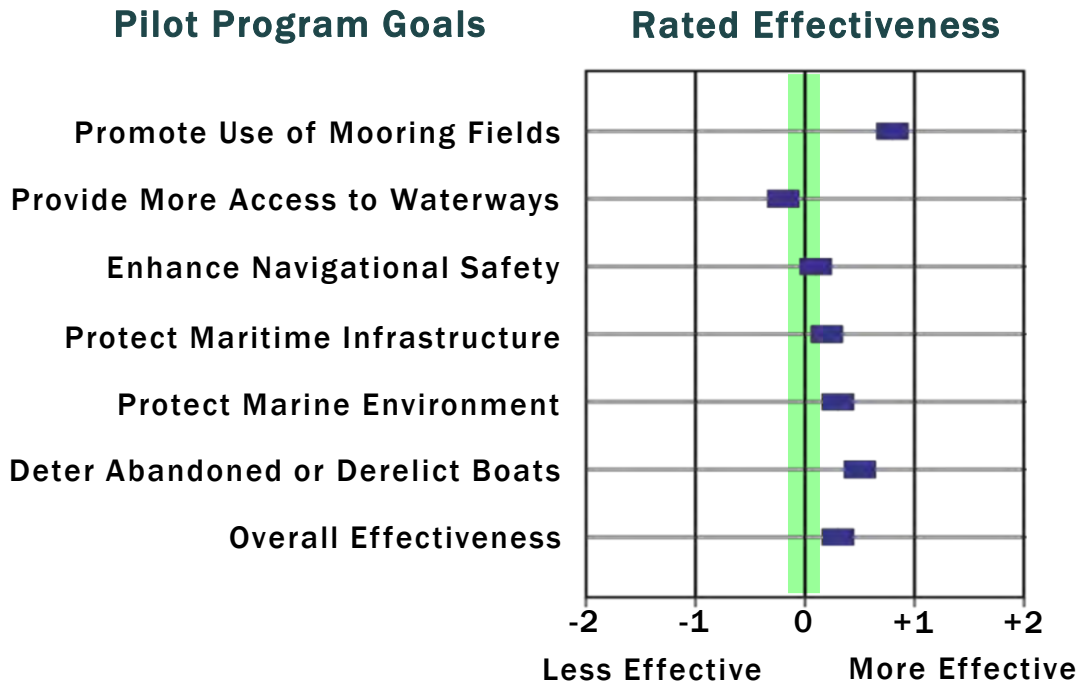 Pilot Program Goals
Rated Effectiveness
Promote Use of Mooring Fields
Provide More Access to Waterways
Enhance Navigational Safety
Protect Maritime Infrastructure
Protect Marine Environment
Deter Abandoned or Derelict Boats
Overall Effectiveness
-2 -1 0 +1 +2
Less Effective More Effective